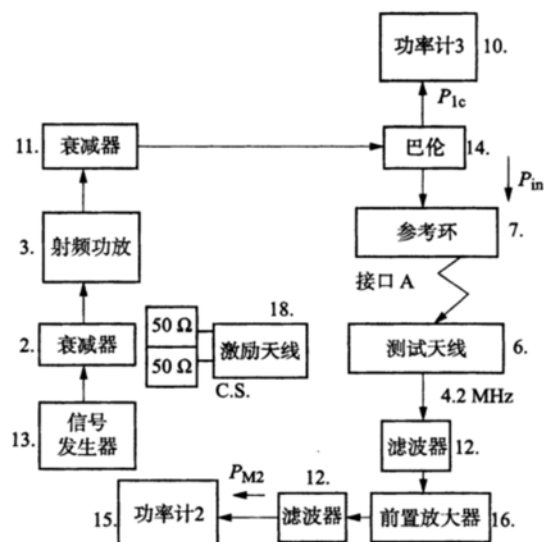 功率计3 10.
P1c
11. 衰减器
巴伦 14.
Pin
3. 射频功放
参考环 7.
接口 A
18.
50 Ω
50 Ω
激励天线
C.S.
2. 衰减器
测试天线 6.
4.2 MHz
13. 信号
发生器
滤波器 12.
PM2
12.
15. 功率计2
滤波器
前置放大器 16.